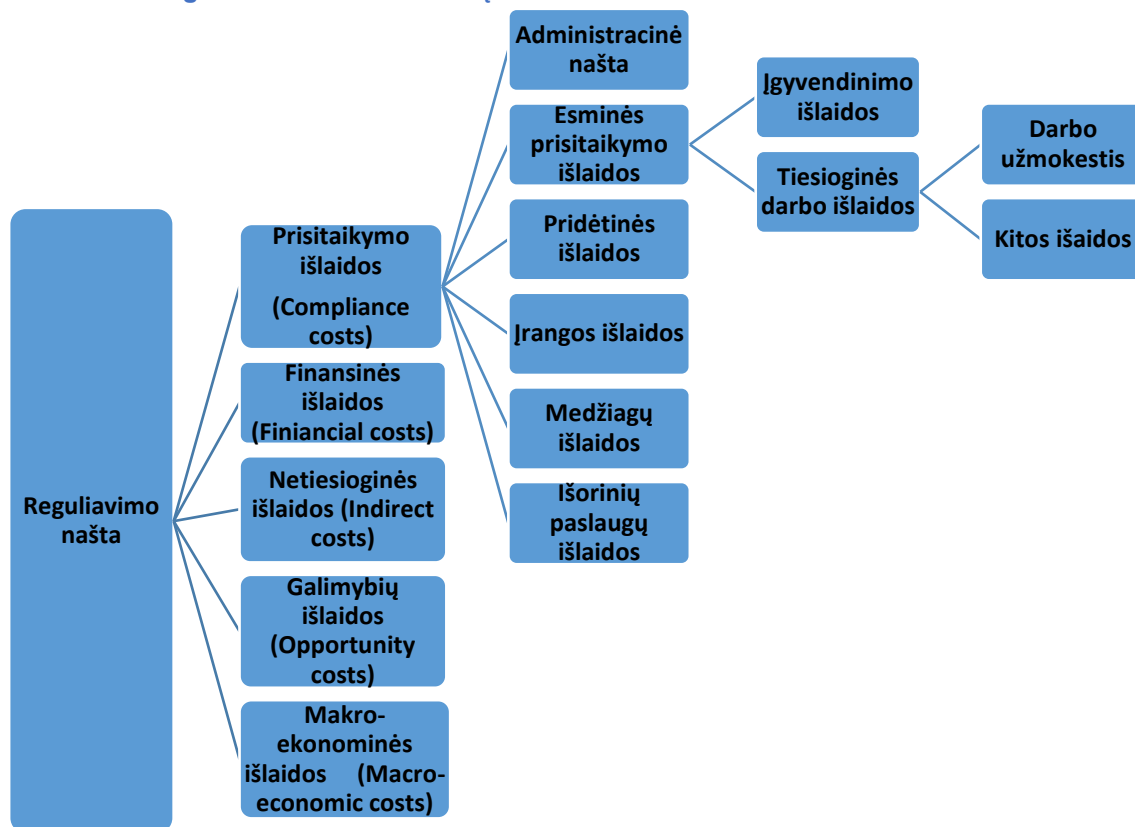 Reguliavimo
našta
Prisitaikymo
išlaidos
(Compliance
costs)
Finansinės
išlaidos
(Finiancial costs)
Netiesioginės
išlaidos (Indirect
costs)
Galimybių
išlaidos
(Opportunity
costs)
Makro-
ekonominės
išlaidos (Macro-
economic costs)
Administracinė
našta
Esminės
prisitaikymo
išlaidos
Pridėtinės
išlaidos
Įrangos išlaidos
Medžiagų
išlaidos
Išorinių
paslaugų
išlaidos
Įgyvendinimo
išlaidos
Tiesioginės
darbo išlaidos
Darbo
užmokestis
Kitos išaidos